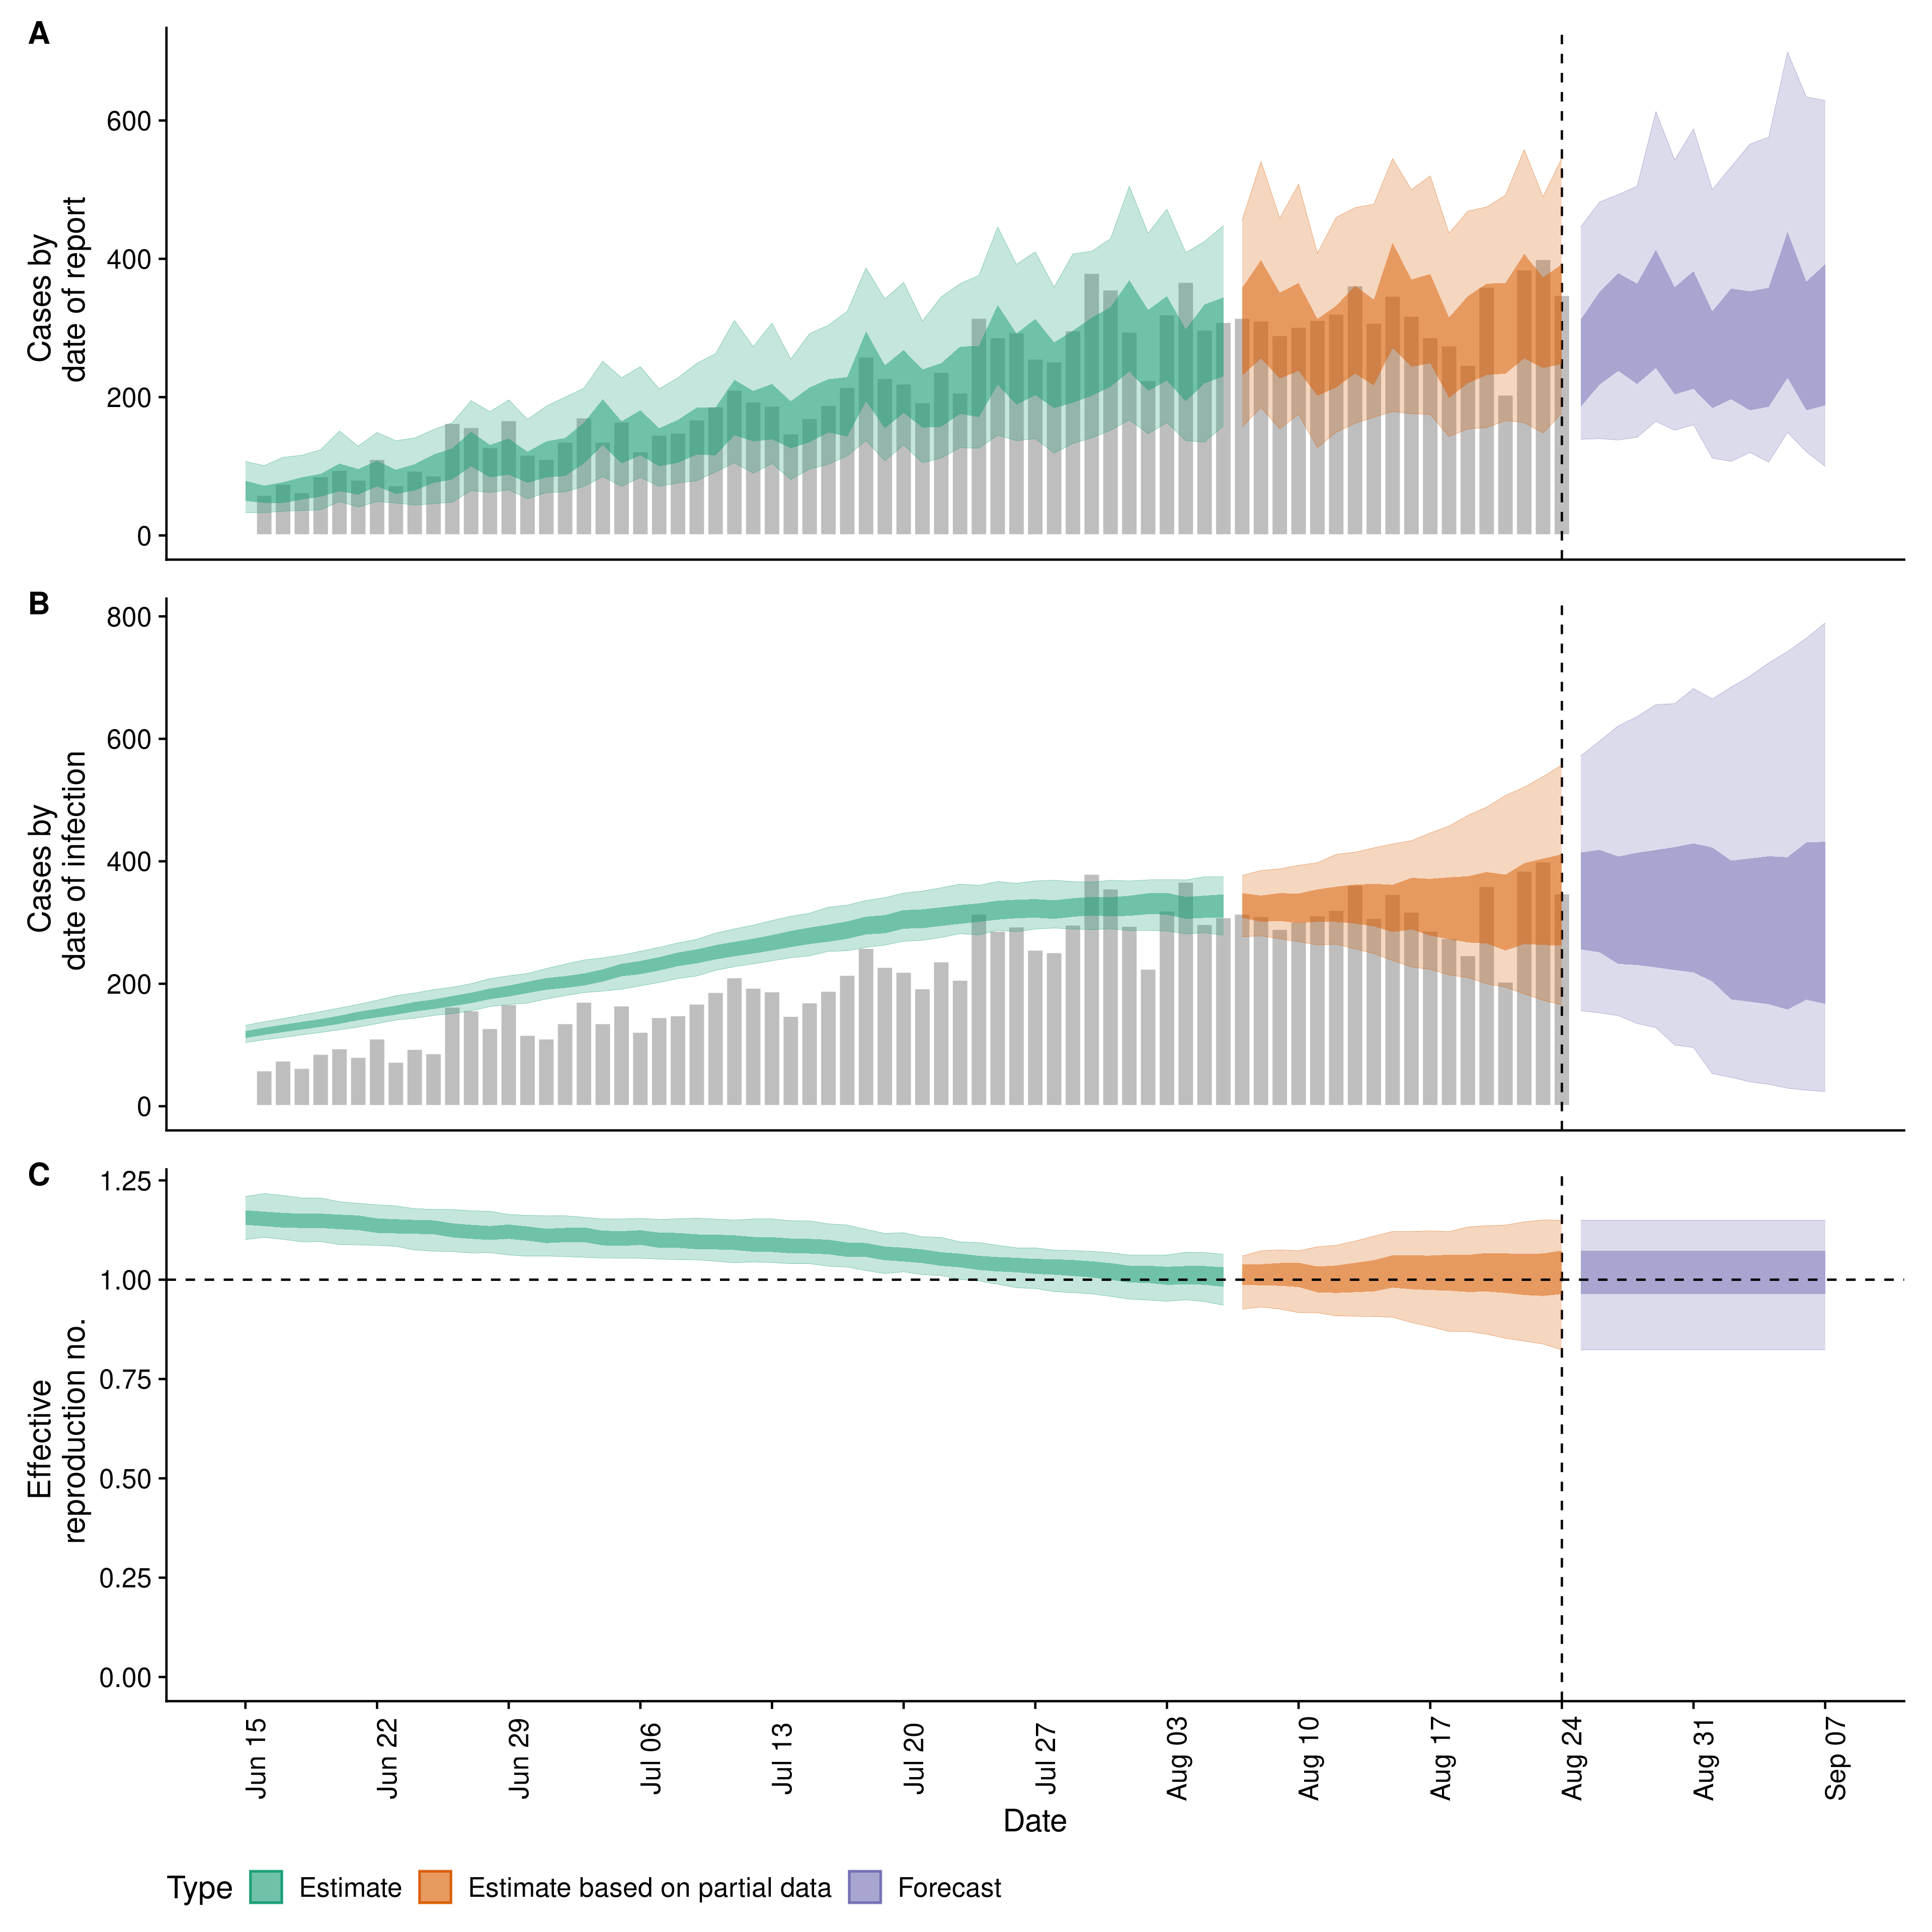 A
Cases by
date of report
600
400
200
0
B
Cases by
date of infection
800
600
400
200
0
C
Effective
reproduction no.
1.25
1.00
0.75
0.50
0.25
0.00
Jun 15
Jun 22
Jun 29
Jul 06
Jul 13
Jul 20
Jul 27
Aug 03
Aug 10
Aug 17
Aug 24
Aug 31
Sep 07
Date
Type Estimate Estimate based on partial data Forecast